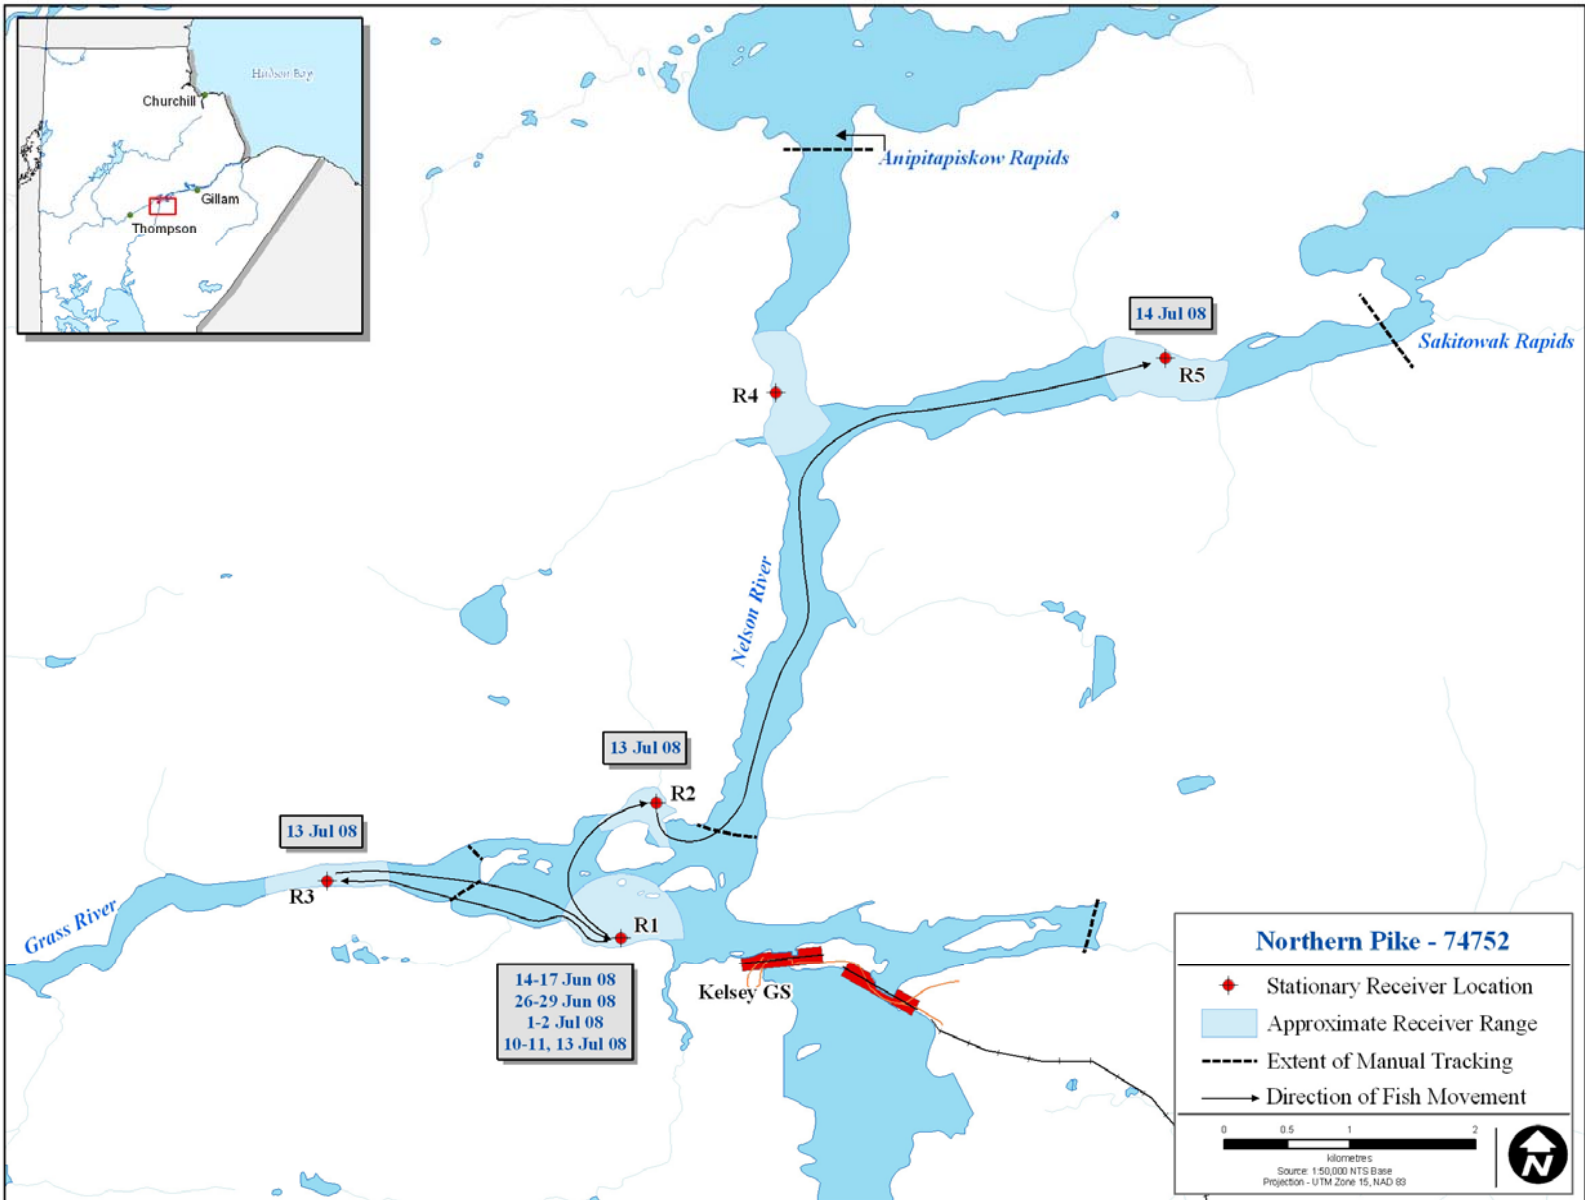 Hudson Bay
Churchill
Gillam
Thompson
Anipitapiskow Rapids
14 Jul 08
Sakitowak Rapids
R5
R4
Nelson River
13 Jul 08
R2
13 Jul 08
R3
R1
Grass River
14-17 Jun 08
26-29 Jun 08
1-2 Jul 08
10-11, 13 Jul 08
Kelsey GS
Northern Pike - 74752
Stationary Receiver Location
Approximate Receiver Range
Extent of Manual Tracking
Direction of Fish Movement
0 0.5 1 2
kilometres
Source: 1:50,000 NTS Base
Projection - UTM Zone 15, NAD 83
N